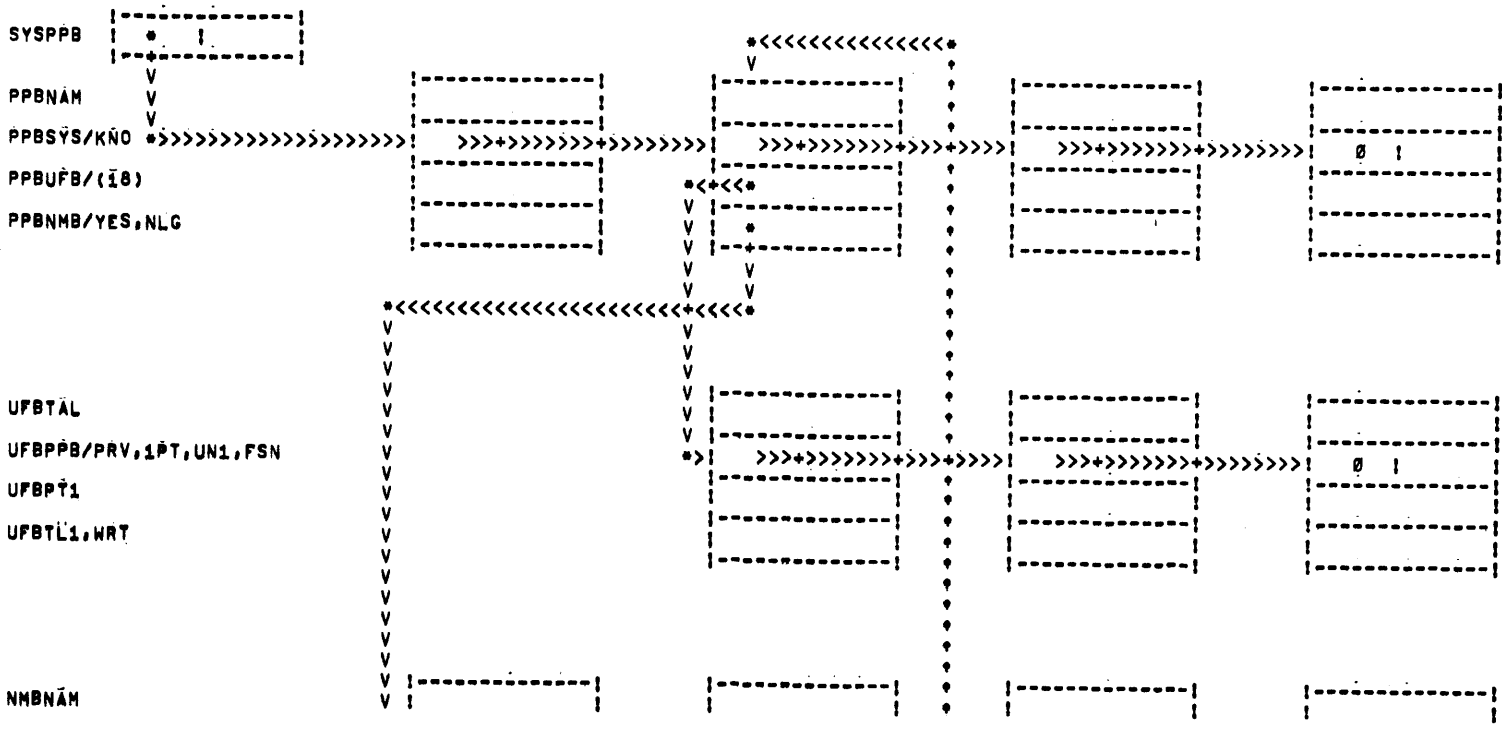 SYSPPB
PPBNAM
PPBSYS/KNO
Ø
PPBUFB/(18)
PPBNMB/YES,NLG
UFBTAL
UFBPPB/PRV,1PT,UN1,FSN
Ø
UFBPT1
UFBTL1,WRT
NMBNAM